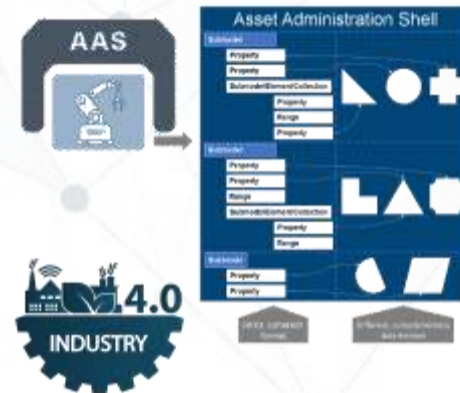 AAS
Asset Administration Shell
Submodel
Property
Property
SubmodelElementCollection
Property
Range
Property
Submodel
Property
Property
Range
SubmodelElementCollection
Property
Range
Submodel
Property
Property
4.0
INDUSTRY